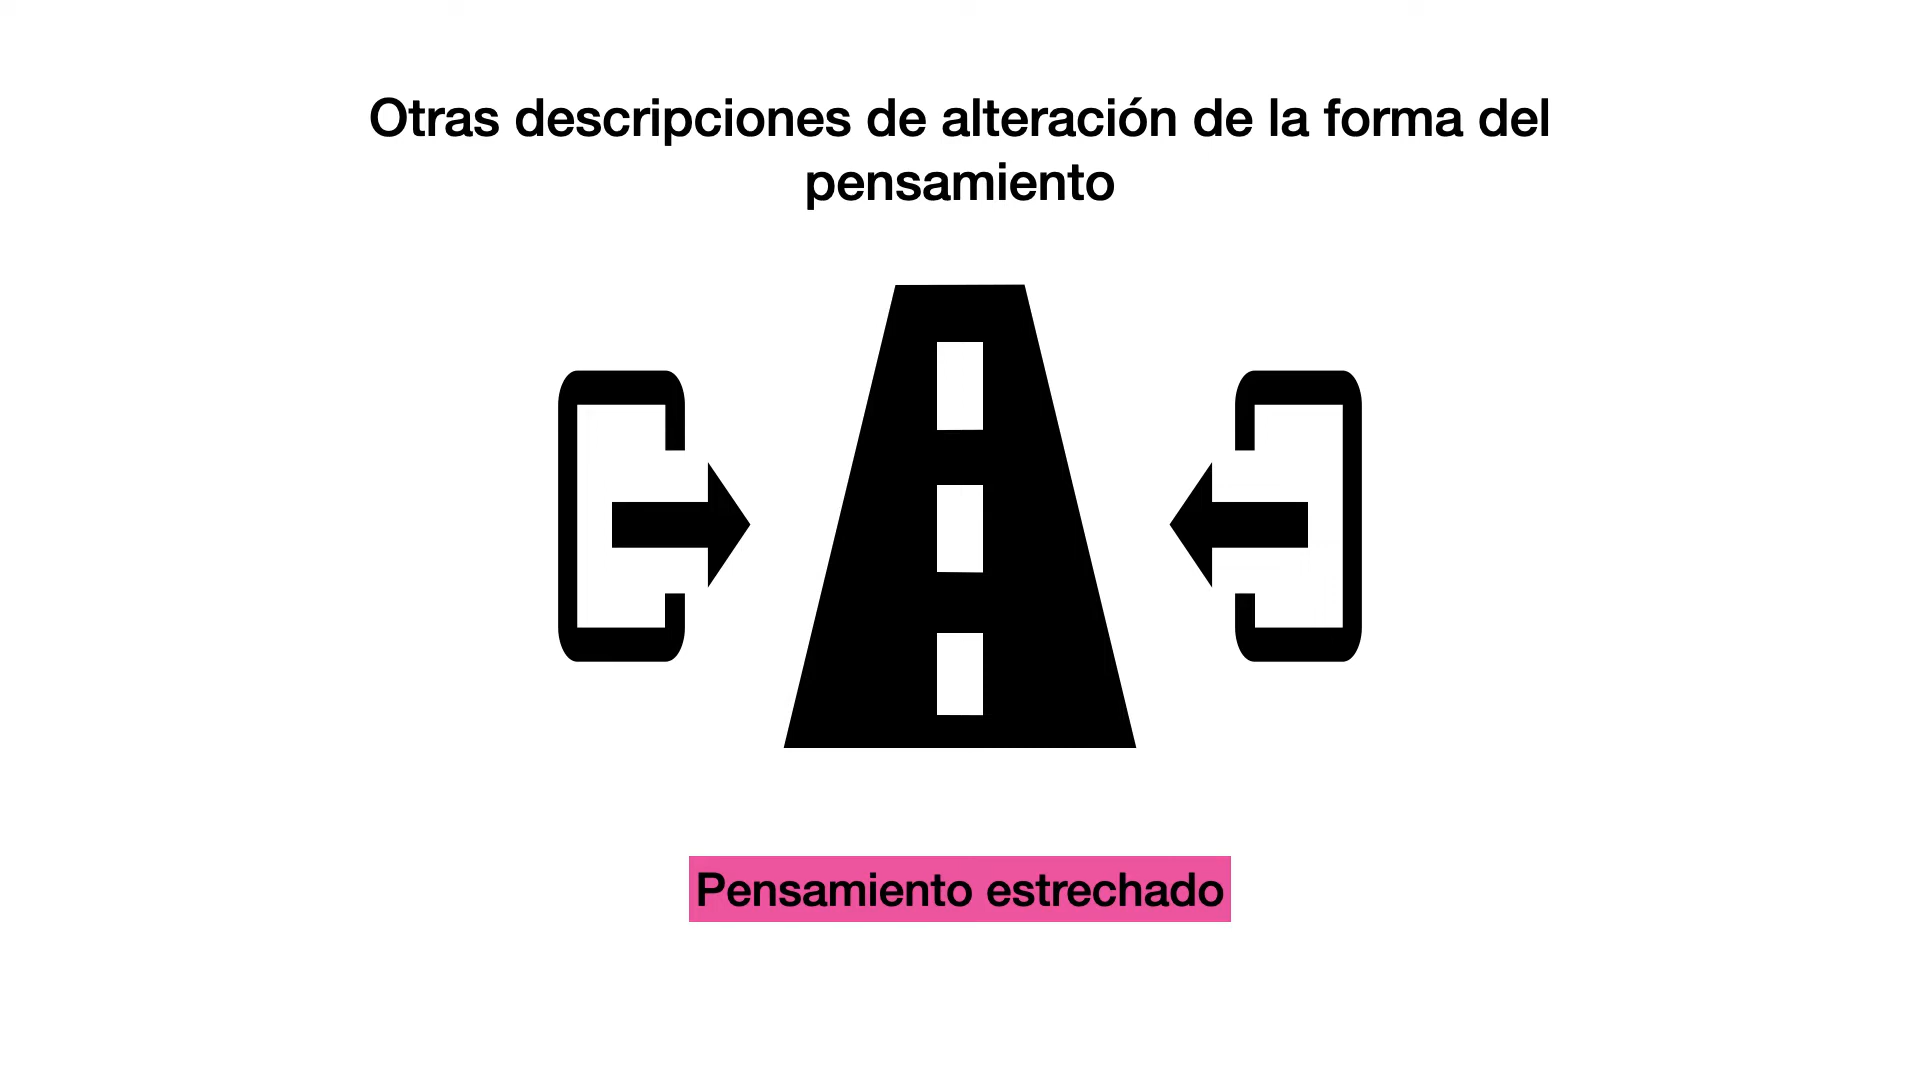 Otras descripciones de alteración de la forma del
pensamiento
Pensamiento estrechado